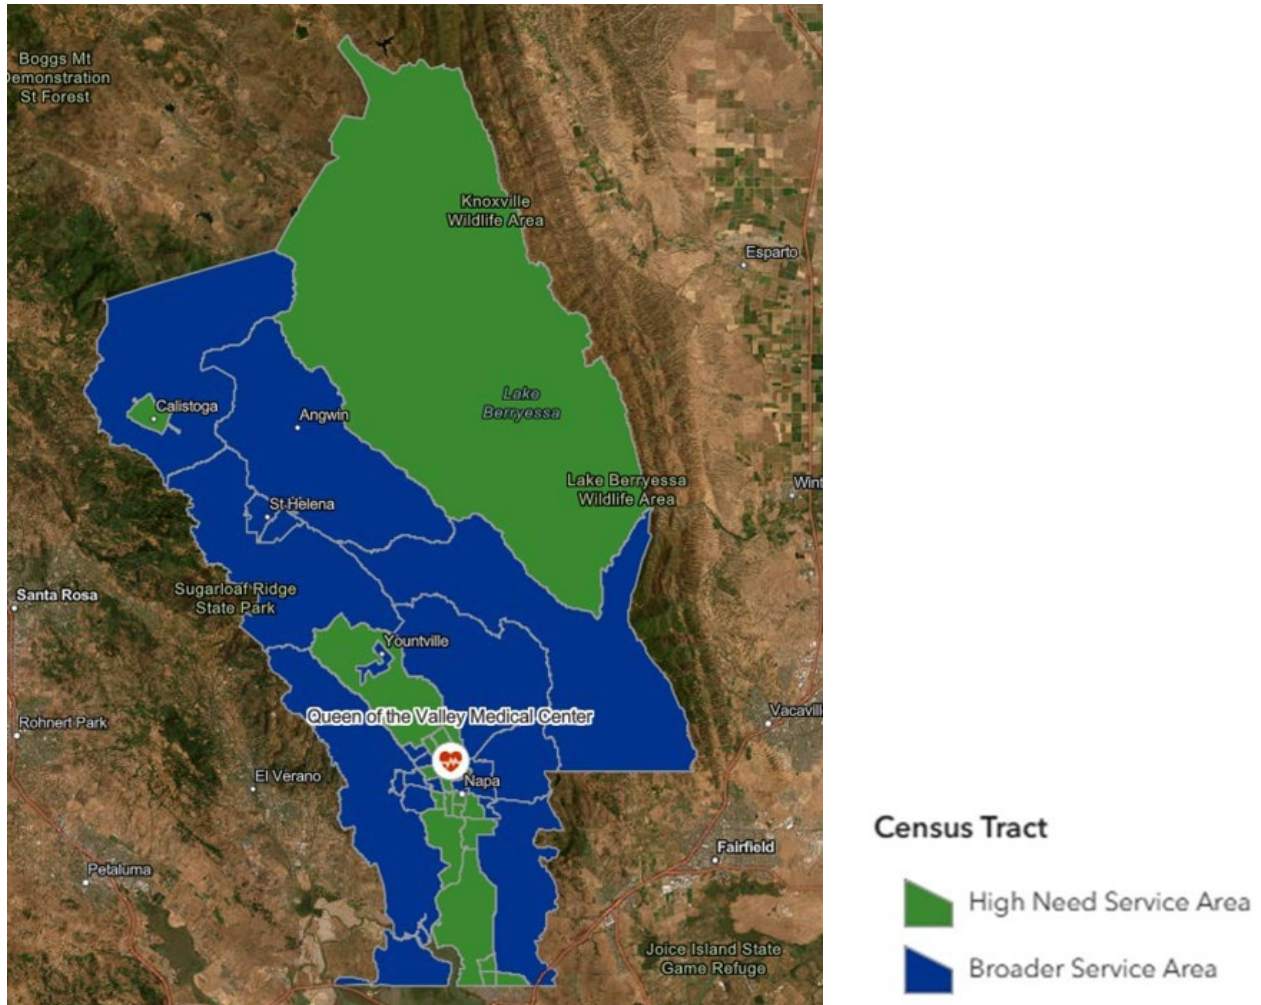 Boggs Mt
Demonstration
St Forest
Knoxville
Wildlife Area
Esparto
Lake
Berryessa
Calistoga
Angwin
Lake Berryessa
Wildlife Area
Wint
St Helena
Sugarloaf Ridge
State Park
Santa Rosa
Yountville
Queen of the Valley Medical Center
Rohnert Park
Vacavill
El Verano
Napa
Fairfield
Petaluma
Joice Island State
Game Refuge
Census Tract
High Need Service Area
Broader Service Area